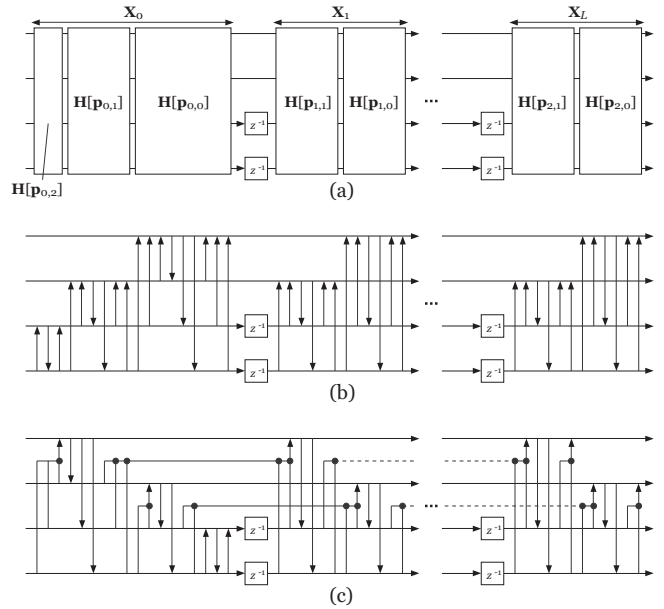 X₀ X₁ X_L
H[p₀,₁] H[p₀,₀] H[p₁,₁] H[p₁,₀] ... H[p₂,₁] H[p₂,₀]
z⁻¹ z⁻¹
z⁻¹ z⁻¹
H[p₀,₂]
(a)
...
z⁻¹ z⁻¹
z⁻¹ z⁻¹
(b)
...
z⁻¹ z⁻¹
z⁻¹ z⁻¹
(c)